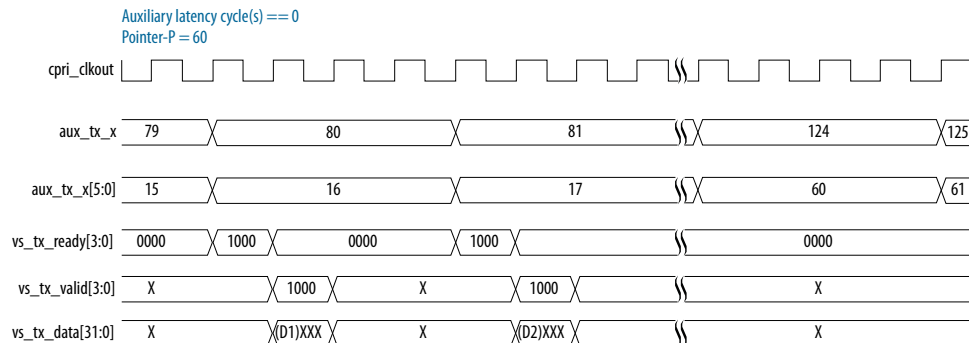 Auxiliary latency cycle(s) == 0
Pointer-P = 60
cpri_clkout
aux_tx_x 79 80 81 124 125
aux_tx_x[5:0] 15 16 17 60 61
vs_tx_ready[3:0] 0000 1000 0000 1000 0000
vs_tx_valid[3:0] X 1000 X 1000 X
vs_tx_data[31:0] X (D1)XXX X (D2)XXX X